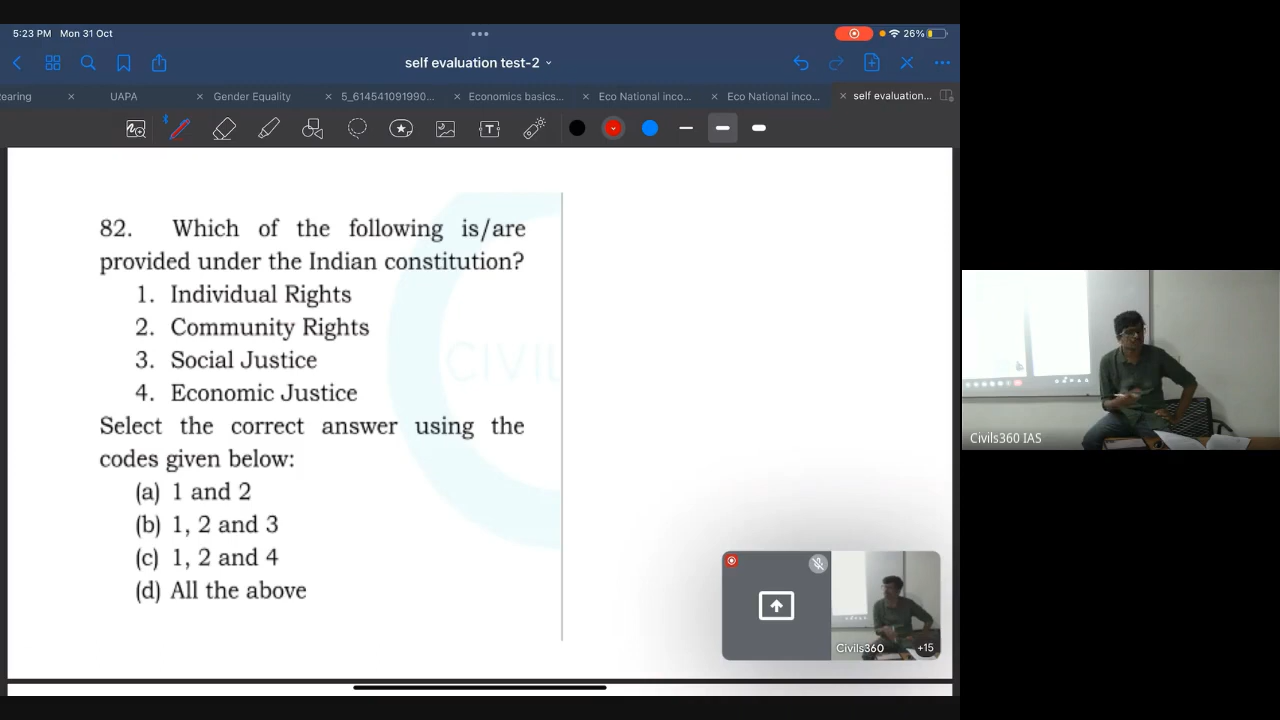 5:23 PM Mon 31 Oct
26%
self evaluation test-2
earing
UAPA
Gender Equality
5_614541091990...
Economics basics...
Eco National inco...
Eco National inco...
self evaluation...
82. Which of the following is/are
provided under the Indian constitution?
1. Individual Rights
2. Community Rights
3. Social Justice
4. Economic Justice
Select the correct answer using the
codes given below:
(a) 1 and 2
(b) 1, 2 and 3
(c) 1, 2 and 4
(d) All the above
CIVIL
Civils360
+15
Civils360 IAS